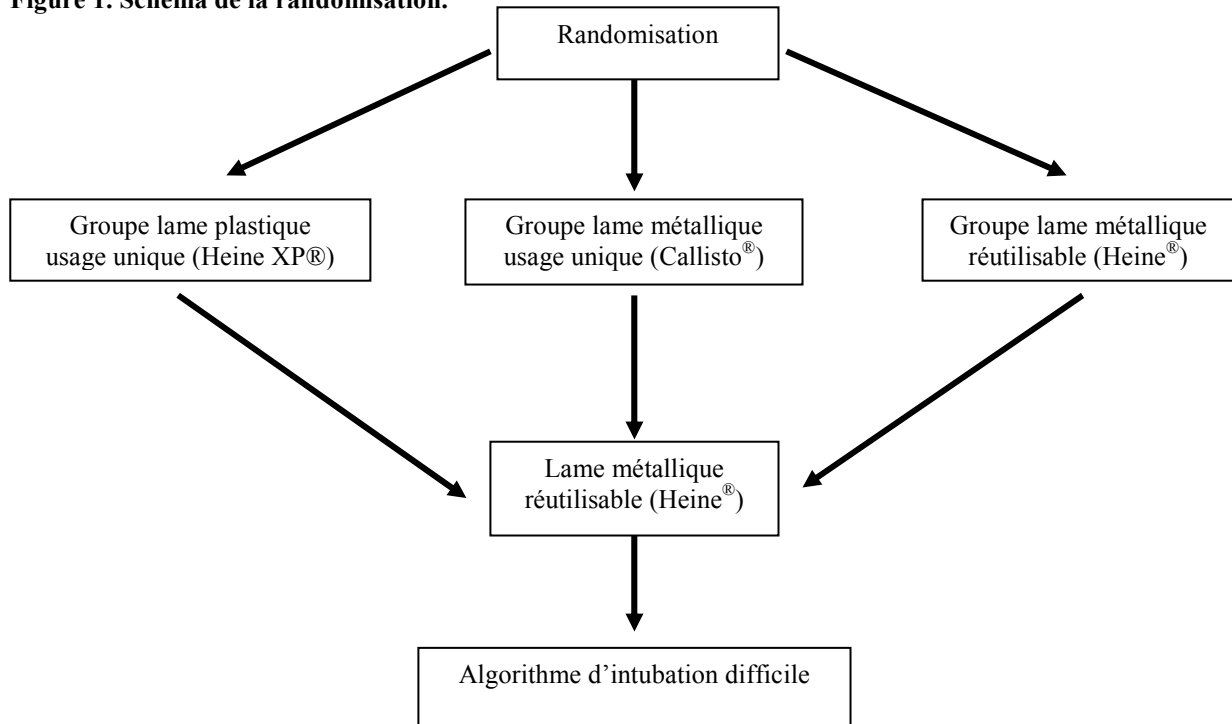 Figure 1. Schéma de la randomisation.
Randomisation
Groupe lame plastique
usage unique (Heine XP®)
Groupe lame métallique
usage unique (Callisto®)
Groupe lame métallique
réutilisable (Heine®)
Lame métallique
réutilisable (Heine®)
Algorithme d’intubation difficile